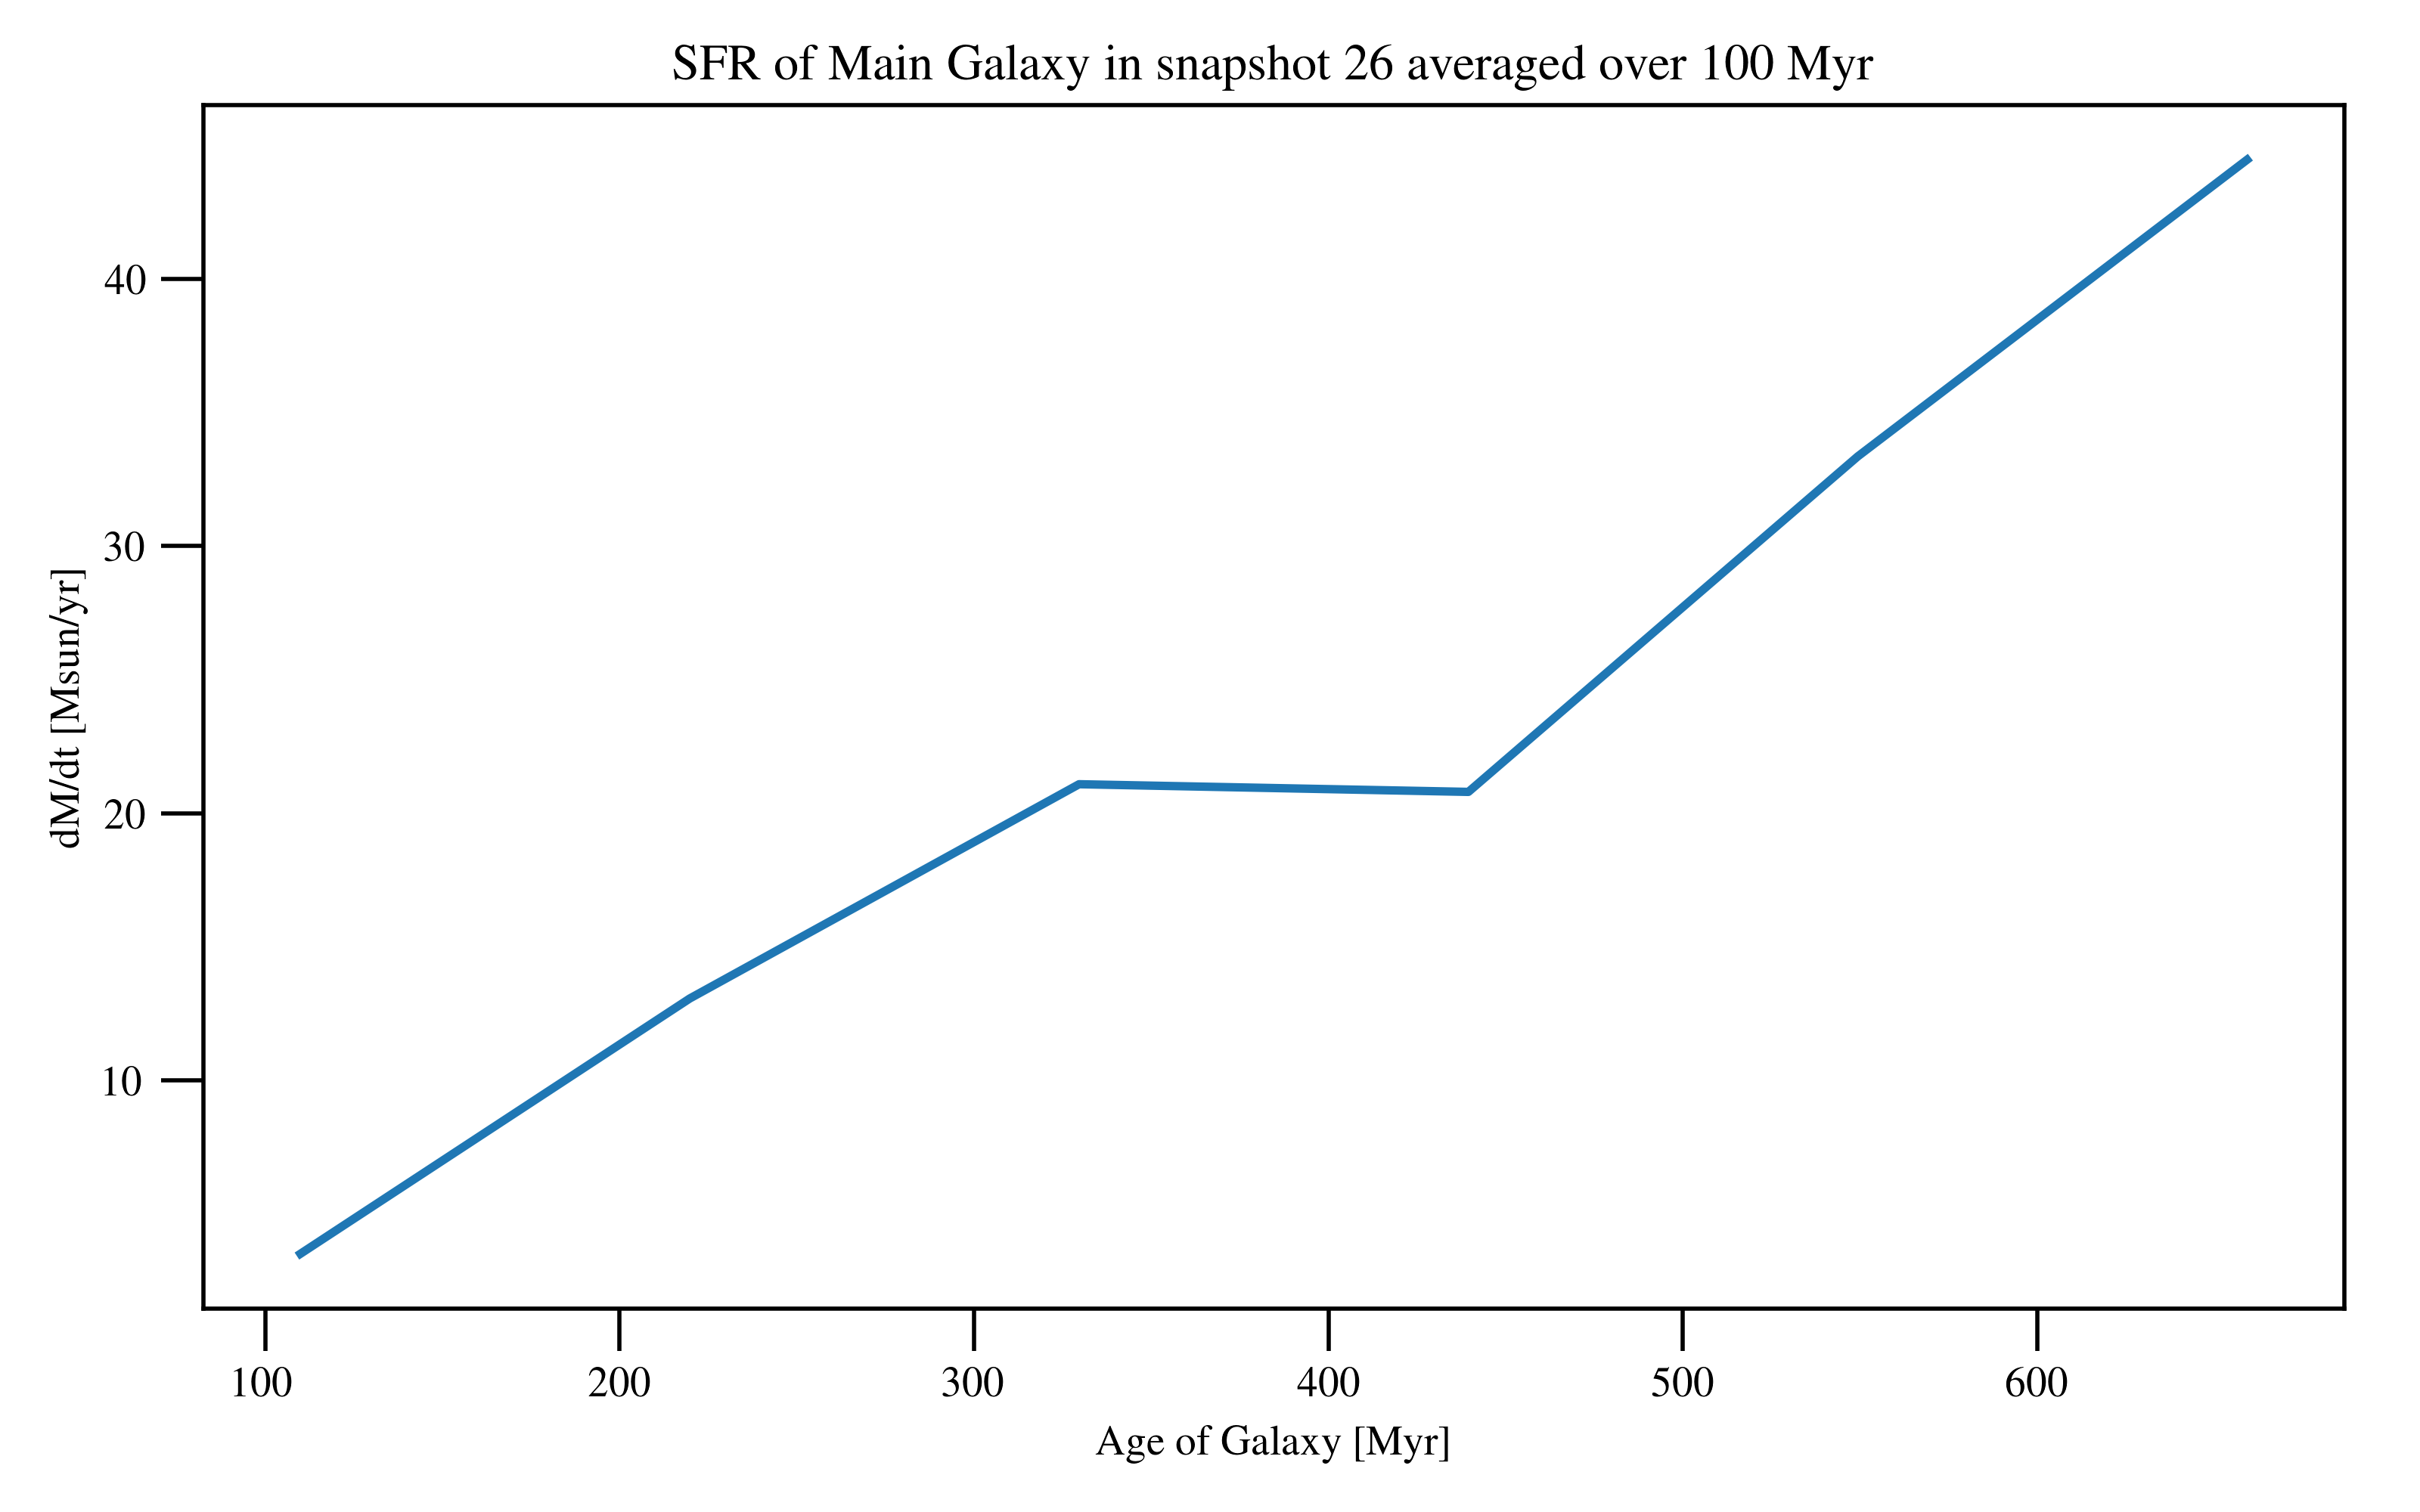 SFR of Main Galaxy in snapshot 26 averaged over 100 Myr
dM/dt [Msun/yr]
40
30
20
10
100 200 300 400 500 600
Age of Galaxy [Myr]